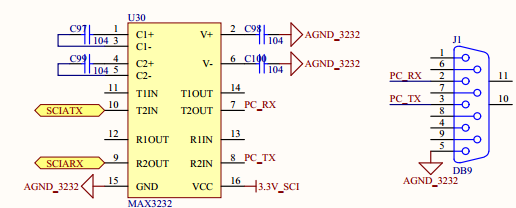 U30
C97 104 1 C1+ V+ 2 C98 104 AGND_3232
3 C1-
C99 104 4 C2+ V- 6 C100 104 AGND_3232
5 C2-
11 T1IN T1OUT 14
SCIATX 10 T2IN T2OUT 7 PC_RX
12 R1OUT R1IN 13
SCIARX 9 R2OUT R2IN 8 PC_TX
AGND_3232 15 GND VCC 16 3.3V_SCI
MAX3232
J1
1
6
PC_RX 2 11
7
PC_TX 3 10
8
4
9
5
AGND_3232 DB9